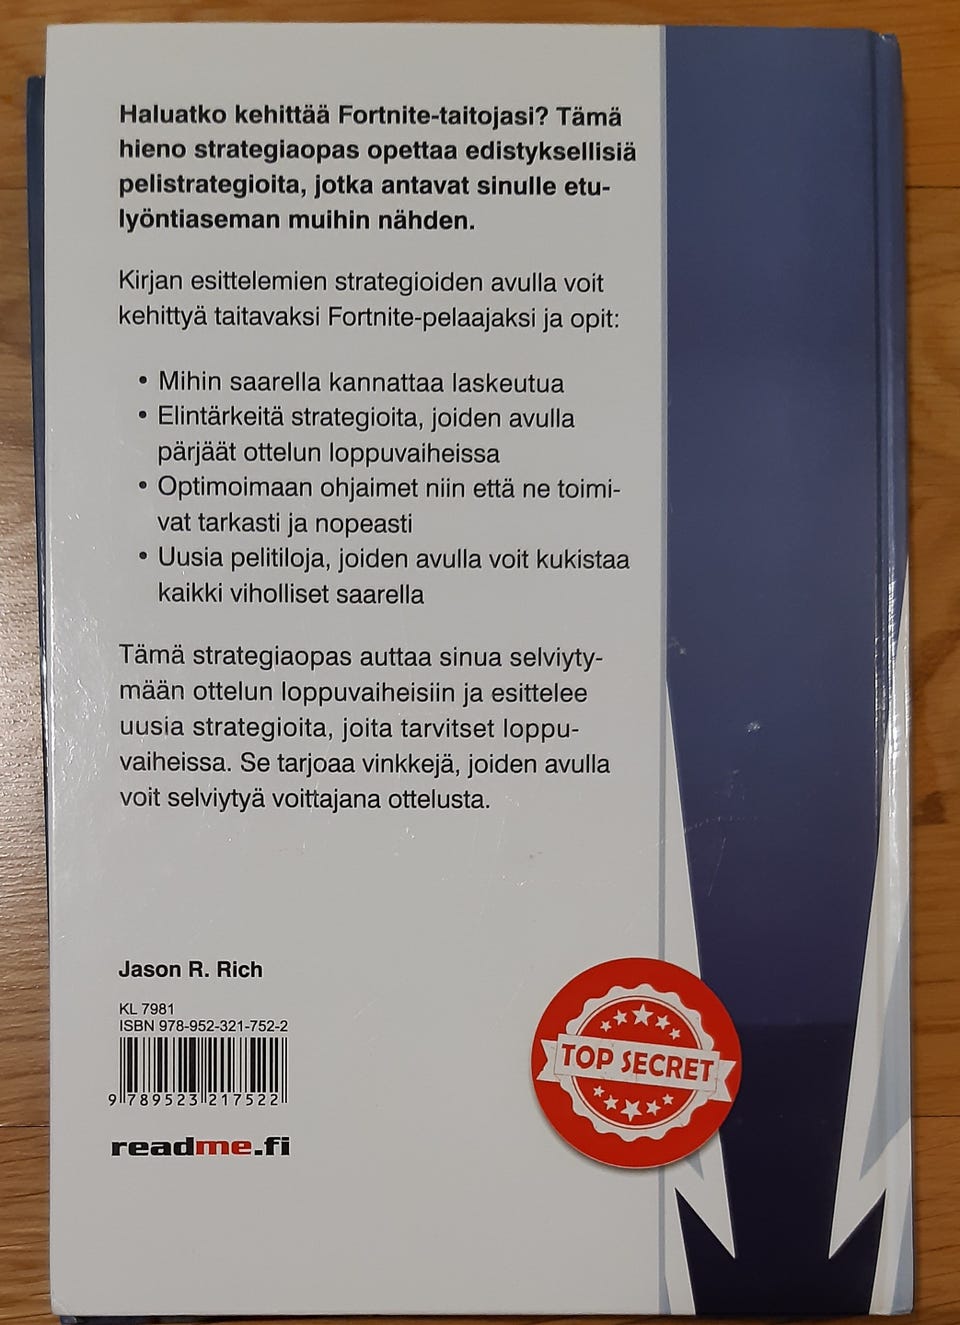 Haluatko kehittää Fortnite-taitojasi? Tämä
hieno strategiaopas opettaa edistyksellisiä
pelistrategioita, jotka antavat sinulle etu-
lyöntiaseman muihin nähden.
Kirjan esittelemien strategioiden avulla voit
kehittyä taitavaksi Fortnite-pelaajaksi ja opit:
• Mihin saarella kannattaa laskeutua
• Elintärkeitä strategioita, joiden avulla
pärjäät ottelun loppuvaiheissa
• Optimoimaan ohjaimet niin että ne toimi-
vat tarkasti ja nopeasti
• Uusia pelitiloja, joiden avulla voit kukistaa
kaikki viholliset saarella
Tämä strategiaopas auttaa sinua selviyty-
mään ottelun loppuvaiheisiin ja esittelee
uusia strategioita, joita tarvitset loppu-
vaiheissa. Se tarjoaa vinkkejä, joiden avulla
voit selviytyä voittajana ottelusta.
Jason R. Rich
KL 7981
ISBN 978-952-321-752-2
9 789523 217522
readme.fi
TOP SECRET